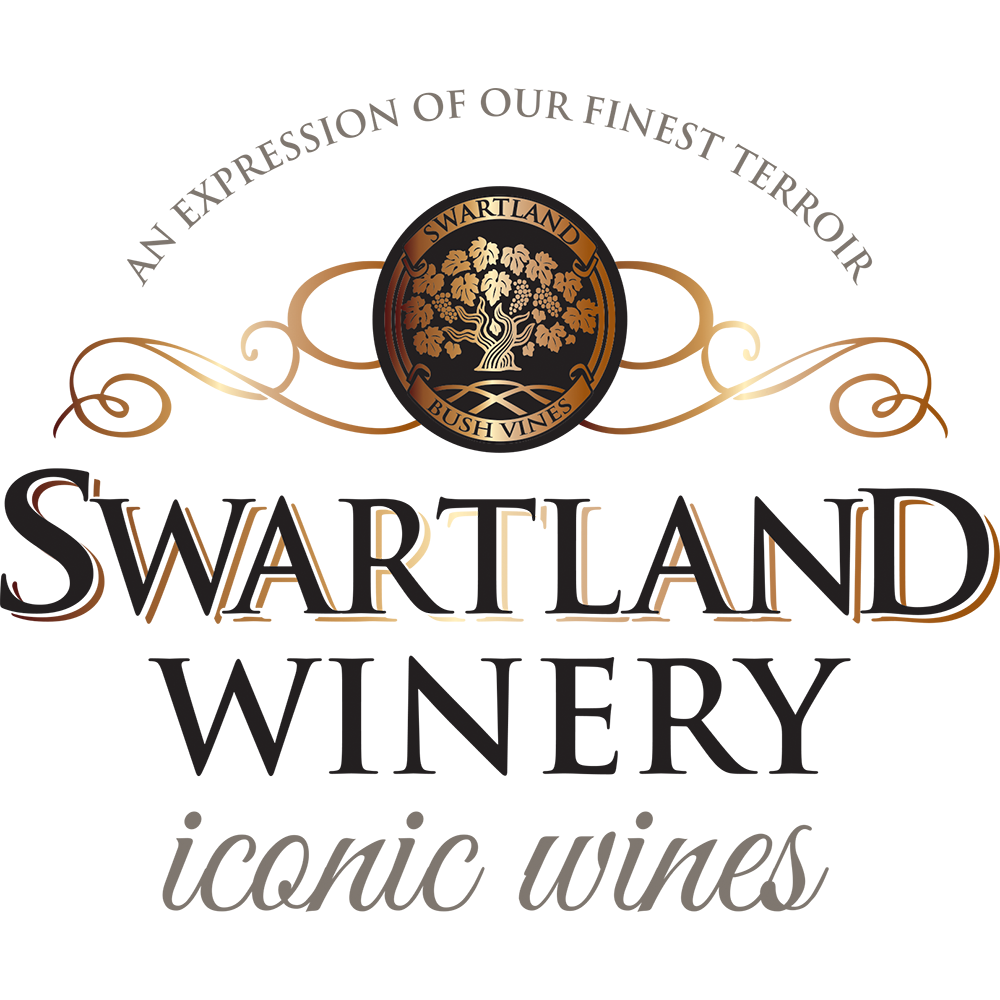 AN EXPRESSION OF OUR FINEST TERROIR
SWARTLAND
BUSH VINES
SWARTLAND
WINERY
iconic wines